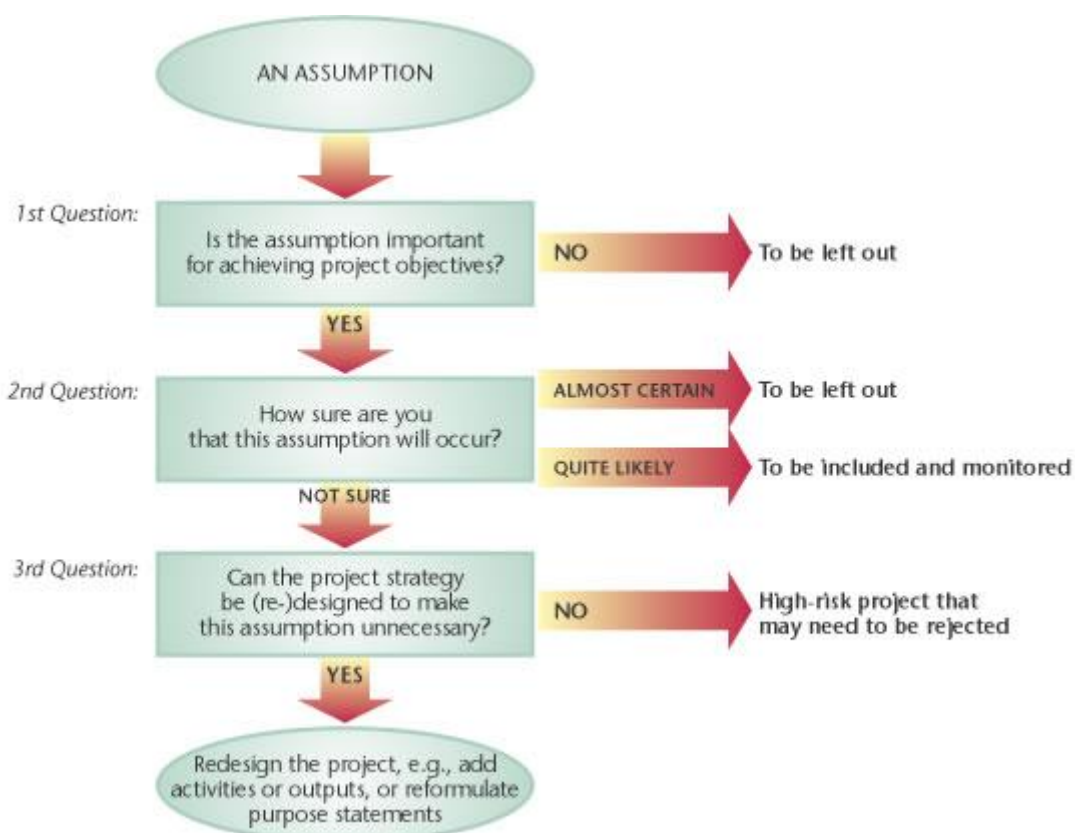 AN ASSUMPTION
1st Question:
Is the assumption important
for achieving project objectives?
NO
To be left out
YES
2nd Question:
How sure are you
that this assumption will occur?
ALMOST CERTAIN
To be left out
QUITE LIKELY
To be included and monitored
NOT SURE
3rd Question:
Can the project strategy
be (re-)designed to make
this assumption unnecessary?
NO
High-risk project that
may need to be rejected
YES
Redesign the project, e.g., add
activities or outputs, or reformulate
purpose statements